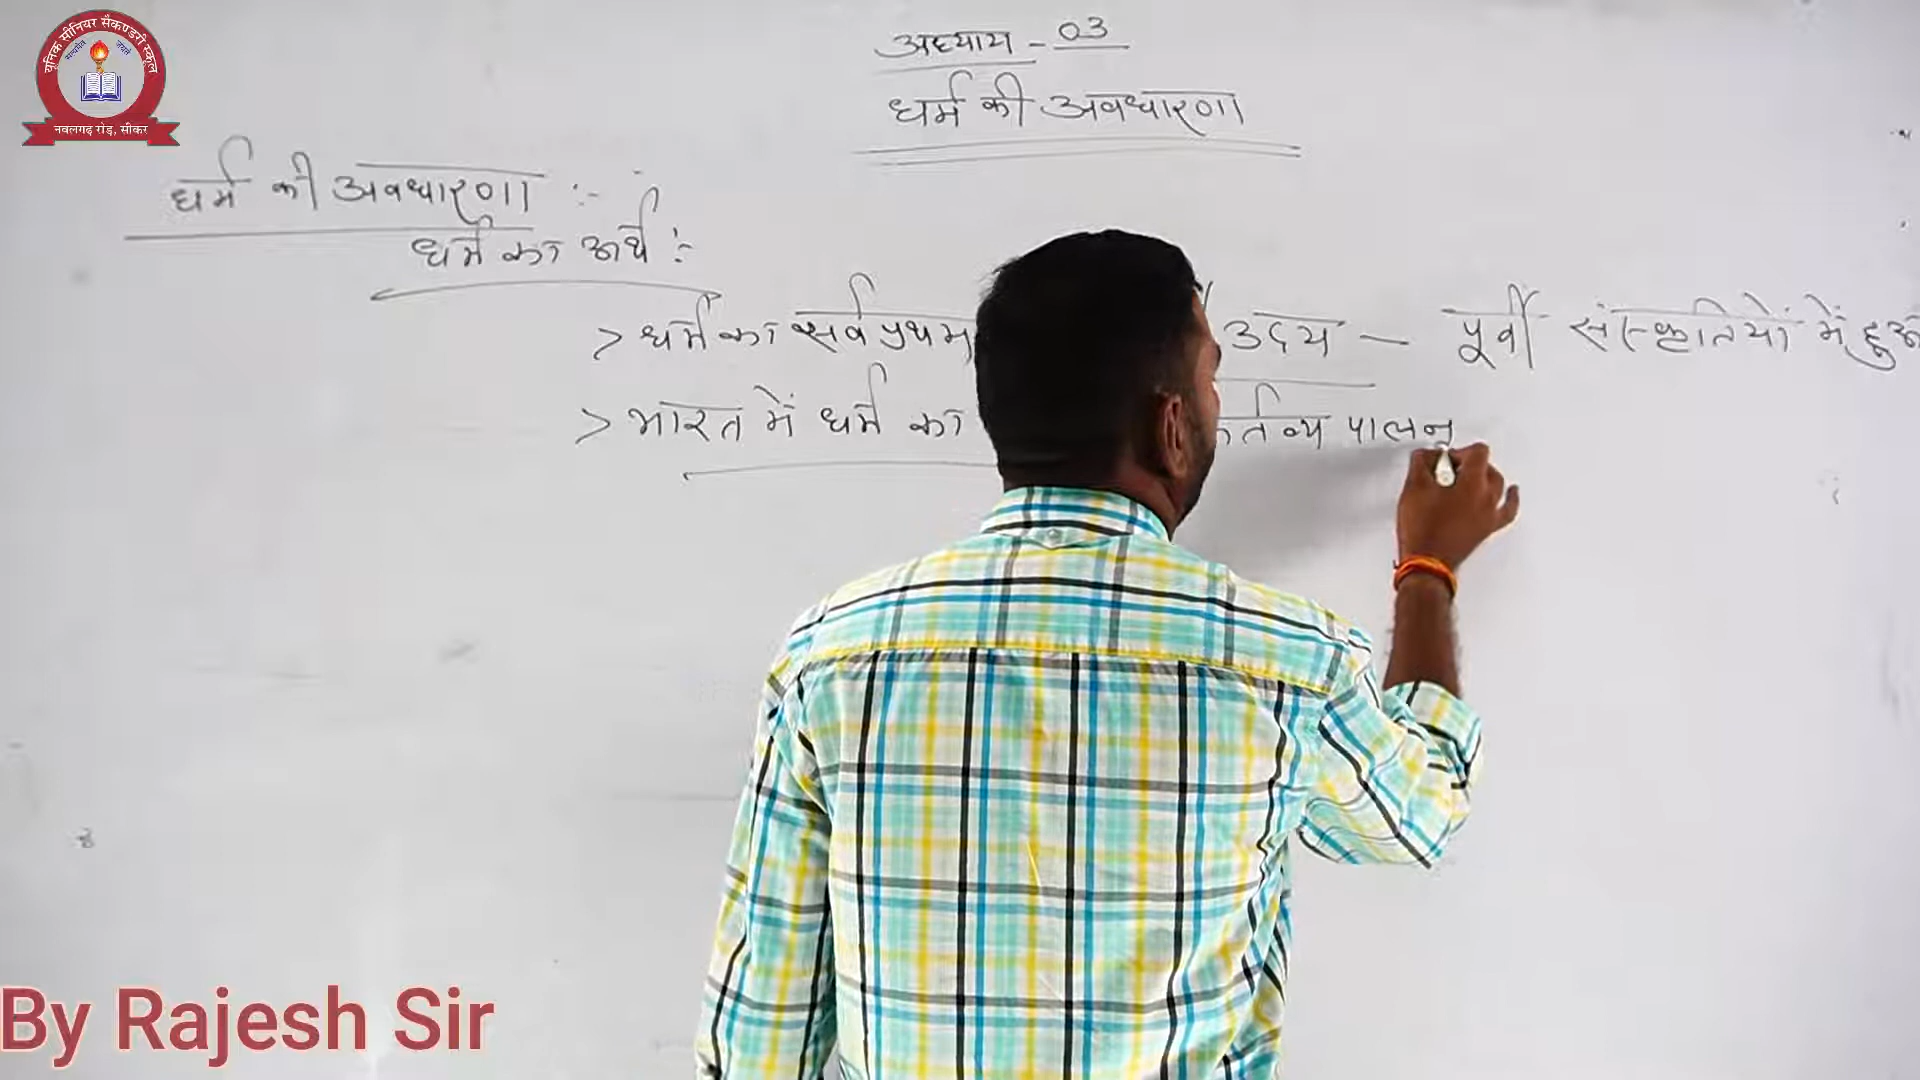 यूनिक सीनियर सैकण्डरी स्कूल
नवलगढ़ रोड़, सीकर
अध्याय - 03
धर्म की अवधारणा
धर्म की अवधारणा :-
धर्म का अर्थ :-
> धर्म का सर्वप्रथम उदय — पूर्वी संस्कृतियों में
> भारत में धर्म का कर्तव्य पालन
By Rajesh Sir